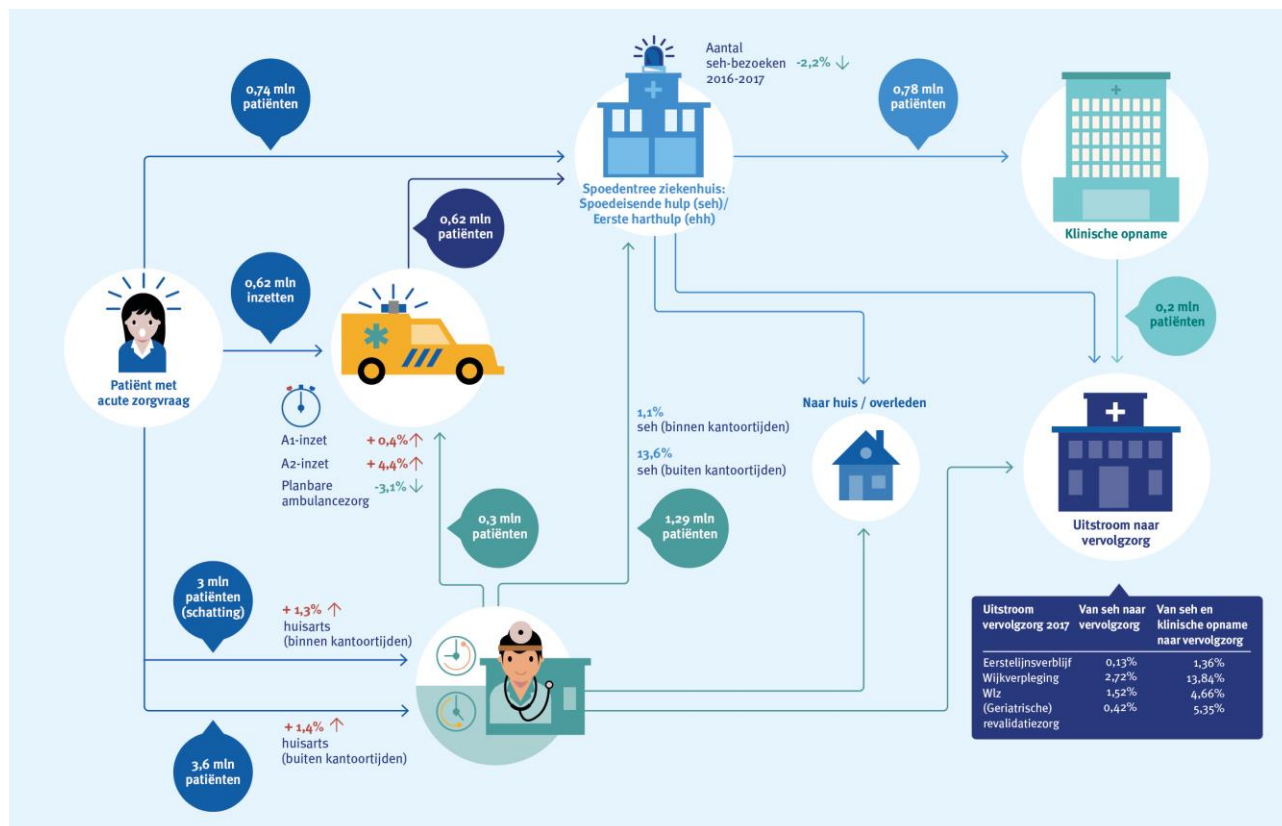 Aantal
seh-bezoeken -2,2% ↓
2016-2017
0,74 mln
patiënten
0,78 mln
patiënten
Spoedentree ziekenhuis:
Spoedeisende hulp (seh)/
Eerste harthulp (ehh)
Klinische opname
0,62 mln
patiënten
0,62 mln
inzetten
0,2 mln
patiënten
Patiënt met
acute zorgvraag
Naar huis / overleden
1,1%
seh (binnen kantoortijden)
13,6%
seh (buiten kantoortijden)
A1-inzet +0,4% ↑
A2-inzet +4,4% ↑
Planbare -3,1% ↓
ambulancezorg
0,3 mln
patiënten
1,29 mln
patiënten
Uitstroom naar
vervolgzorg
3 mln
patiënten
(schatting)
+ 1,3% ↑
huisarts
(binnen kantoortijden)
+ 1,4% ↑
huisarts
(buiten kantoortijden)
3,6 mln
patiënten
Uitstroom Van seh naar Van seh en
vervolgzorg 2017 vervolgzorg klinische opname
naar vervolgzorg
Eerstelijnsverblijf 0,13% 1,36%
Wijkverpleging 2,72% 13,84%
Wlz 1,52% 4,66%
(Geriatrische) 0,42% 5,35%
revalidatiezorg